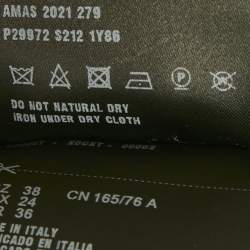 AMAS 2021 279
P29972 S212 1Y86
DO NOT NATURAL DRY
IRON UNDER DRY CLOTH
Z 38
X 24
R 36
CN 165/76 A
E IN ITALY
ICADO EN ITALIA